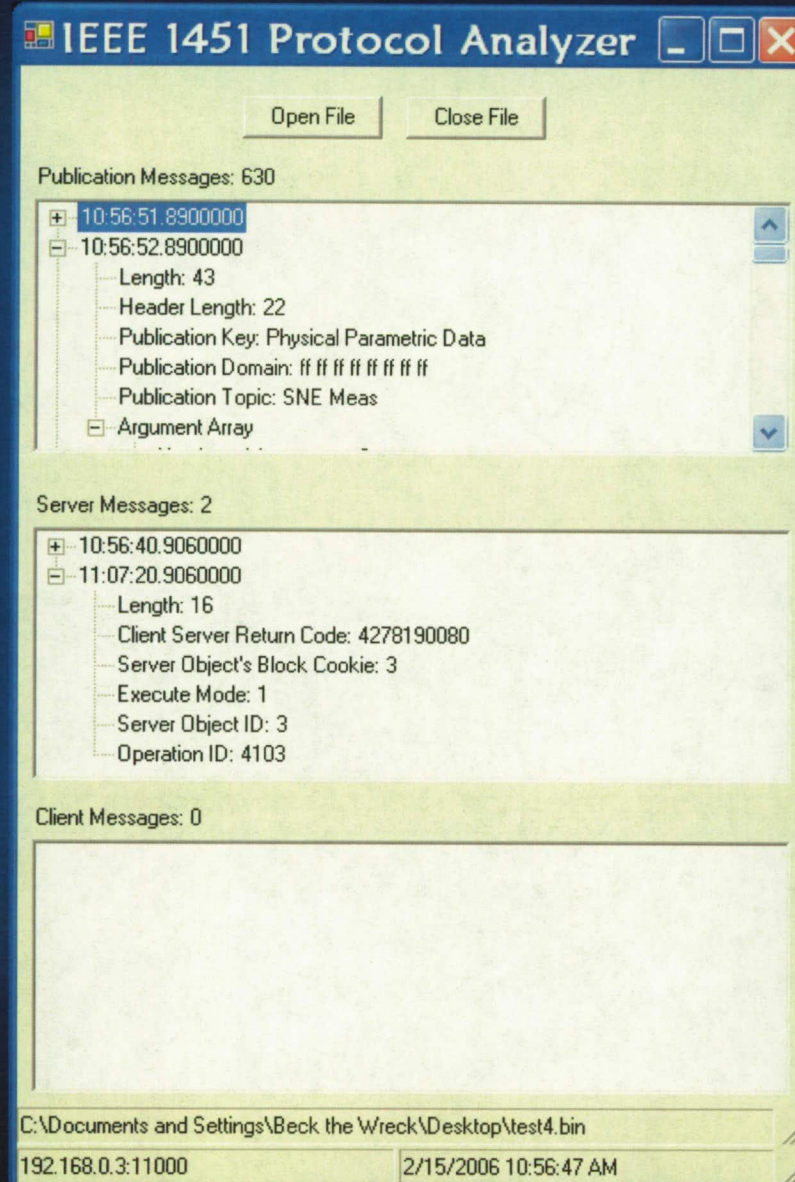 IEEE 1451 Protocol Analyzer
Open File
Close File
Publication Messages: 630
10:56:51.8900000
10:56:52.8900000
Length: 43
Header Length: 22
Publication Key: Physical Parametric Data
Publication Domain: ff ff ff ff ff ff ff ff
Publication Topic: SNE Meas
Argument Array
Server Messages: 2
10:56:40.9060000
11:07:20.9060000
Length: 16
Client Server Return Code: 4278190080
Server Object's Block Cookie: 3
Execute Mode: 1
Server Object ID: 3
Operation ID: 4103
Client Messages: 0
C:\Documents and Settings\Beck the Wreck\Desktop\test4.bin
192.168.0.3:11000
2/15/2006 10:56:47 AM